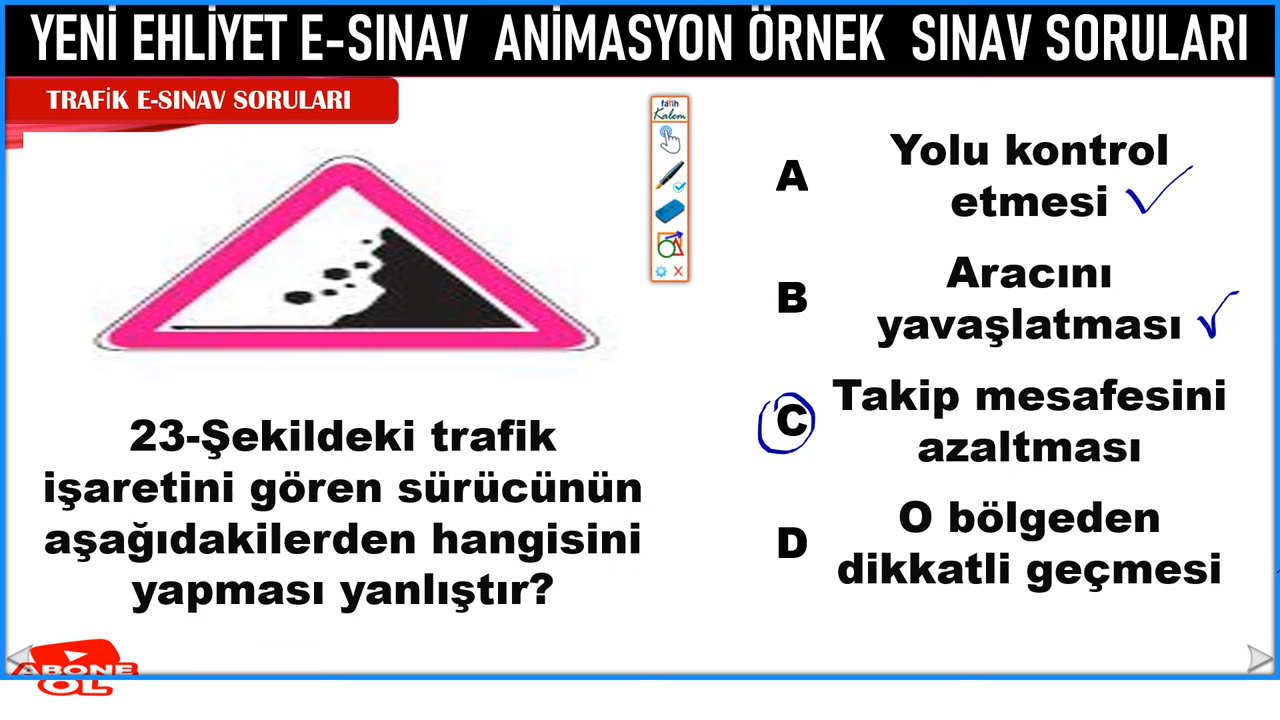 YENİ EHLİYET E-SINAV ANİMASYON ÖRNEK SINAV SORULARI
TRAFİK E-SINAV SORULARI
fatih
Kalem
23-Şekildeki trafik
işaretini gören sürücünün
aşağıdakilerden hangisini
yapması yanlıştır?
A
Yolu kontrol
etmesi
B
Aracını
yavaşlatması
C
Takip mesafesini
azaltması
D
O bölgeden
dikkatli geçmesi
ABONE
OL